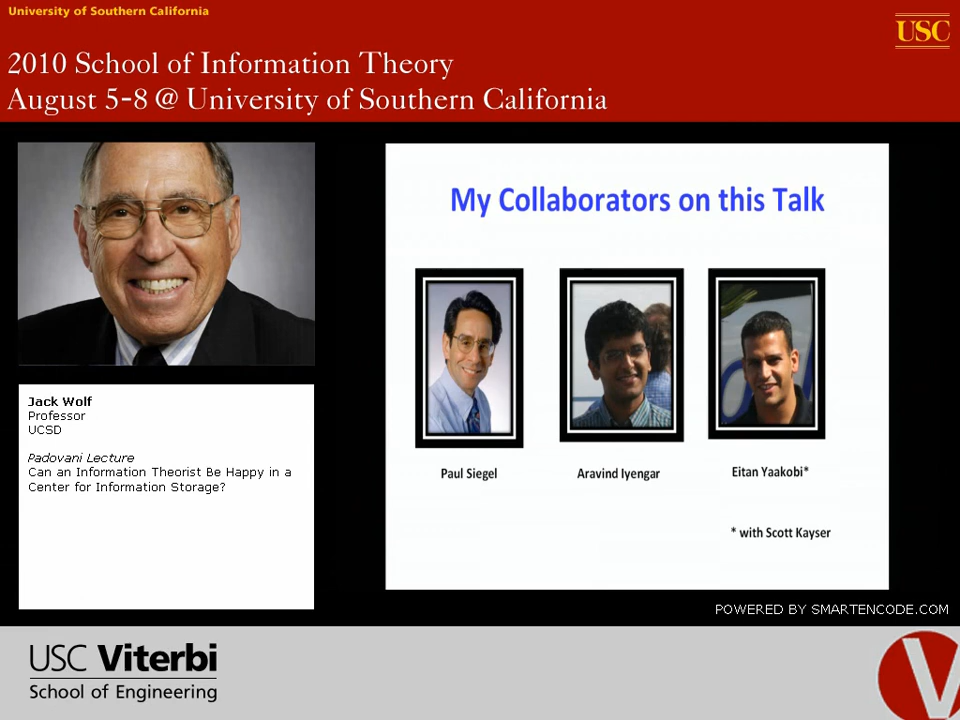 University of Southern California
USC
2010 School of Information Theory
August 5-8 @ University of Southern California
My Collaborators on this Talk
Paul Siegel
Aravind Iyengar
Eitan Yaakobi*
* with Scott Kayser
Jack Wolf
Professor
UCSD
Padovani Lecture
Can an Information Theorist Be Happy in a
Center for Information Storage?
POWERED BY SMARTENCODE.COM
USC Viterbi
School of Engineering
V